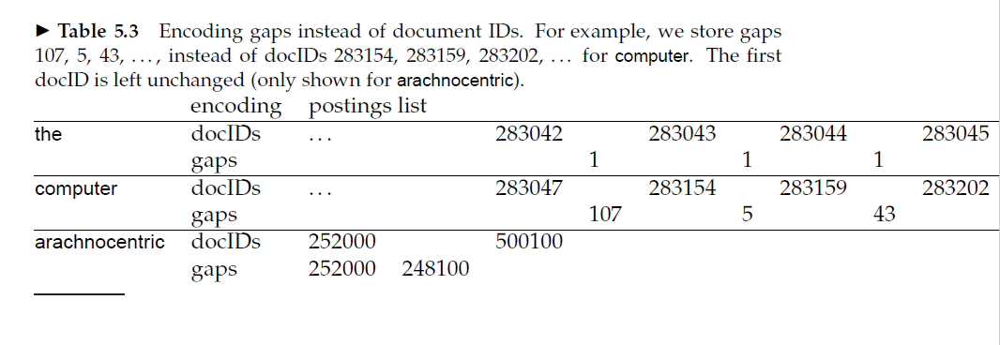 ► Table 5.3 Encoding gaps instead of document IDs. For example, we store gaps
107, 5, 43, ..., instead of docIDs 283154, 283159, 283202, ... for computer. The first
docID is left unchanged (only shown for arachnocentric).
encoding postings list
the docIDs ... 283042 283043 283044 283045
gaps 1 1 1
computer docIDs ... 283047 283154 283159 283202
gaps 107 5 43
arachnocentric docIDs 252000 500100
gaps 252000 248100